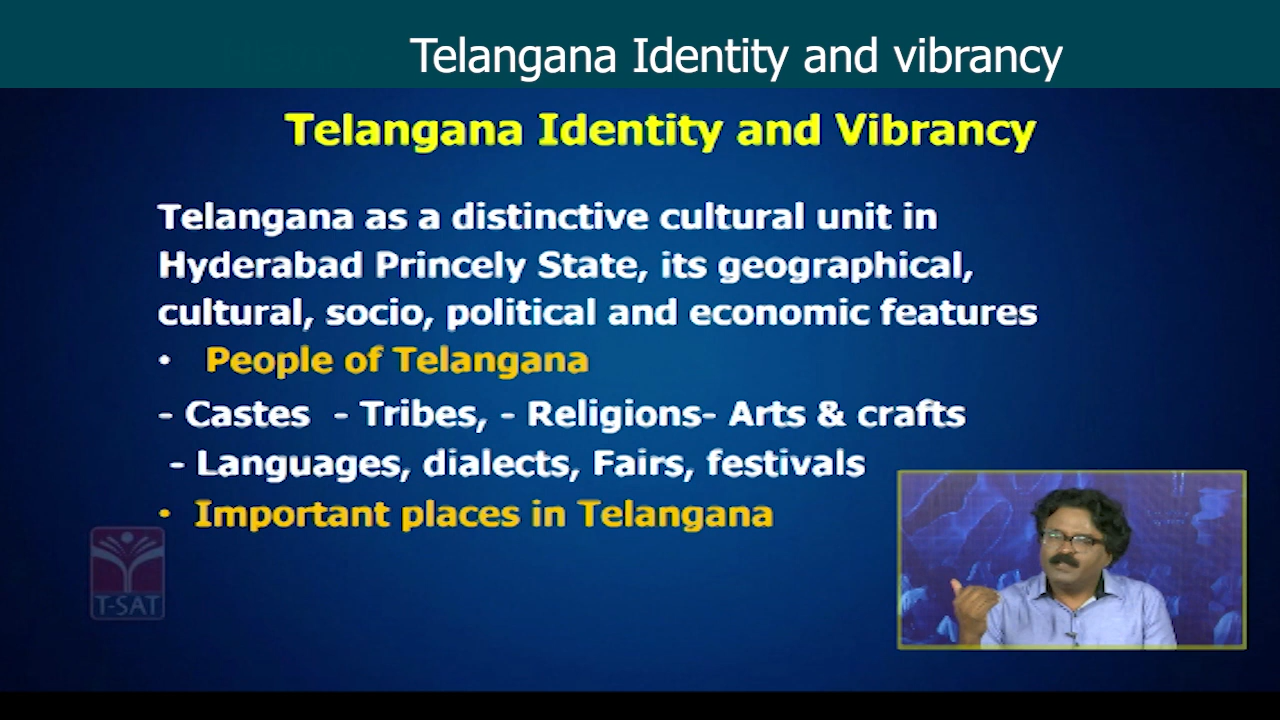 History Telangana Identity and vibrancy
Telangana Identity and Vibrancy
Telangana as a distinctive cultural unit in
Hyderabad Princely State, its geographical,
cultural, socio, political and economic features
• People of Telangana
- Castes - Tribes, - Religions- Arts & crafts
- Languages, dialects, Fairs, festivals
• Important places in Telangana
T-SAT